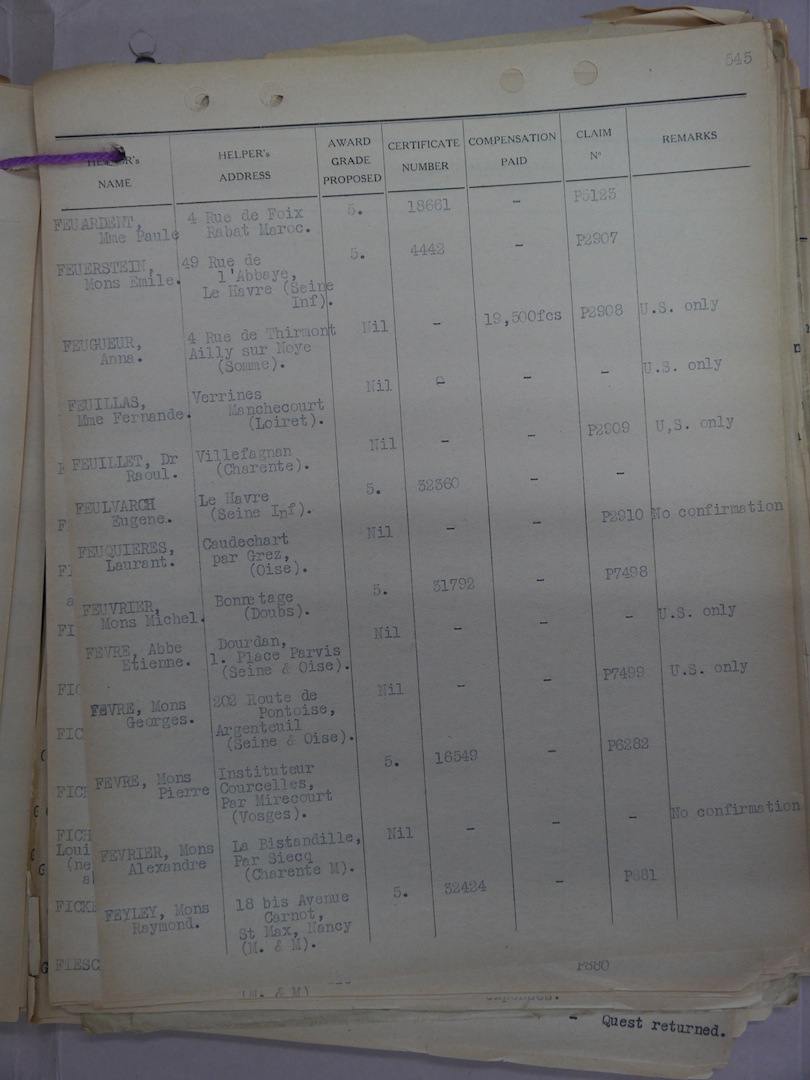 545
HELPER's NAME HELPER's ADDRESS AWARD GRADE PROPOSED CERTIFICATE NUMBER COMPENSATION PAID CLAIM Nº REMARKS
FEUARDENT, 4 Rue de Foix 5. 18661 - P5123
Mme Paule Rabat Maroc.
FEUERSTEIN, 49 Rue de 5. 4442 - P2907
Mons Emile. l'Abbaye,
Le Havre (Seine
Inf).
FEUGUEUR, 4 Rue de Thirmont Nil - 19,500fcs P2908 U.S. only
Anna. Ailly sur Noye
(Somme).
FEUILLAS, Verrines Nil - - - U.S. only
Mme Fernande. Manchecourt
(Loiret).
FEUILLET, Dr Villefagnan Nil - - P2909 U,S. only
Raoul. (Charente).
FEULVARCH Le Havre 5. 32360 - -
Eugene. (Seine Inf).
FEUQUIERES, Caudechart Nil - - P2910 No confirmation
Laurant. par Grez,
(Oise).
FEUVRIER, Bonnetage 5. 31792 - P7498
Mons Michel. (Doubs).
FEVRE, Abbe Dourdan, Nil - - - U.S. only
Etienne. 1. Place Parvis
(Seine & Oise).
FEVRE, Mons 202 Route de Nil - - P7499 U.S. only
Georges. Pontoise,
Argenteuil
(Seine & Oise).
FEVRE, Mons Instituteur 5. 16549 - P6282
Pierre Courcelles,
Par Mirecourt
(Vosges).
FEVRIER, Mons La Bistandille, Nil - - - No confirmation
Alexandre Par Siecq
(Charente M).
FEYLEY, Mons 18 bis Avenue 5. 32424 - P881
Raymond. Carnot,
St Max, Nancy
(M. & M).
FIESC P880
(M. & M)
- Quest returned.